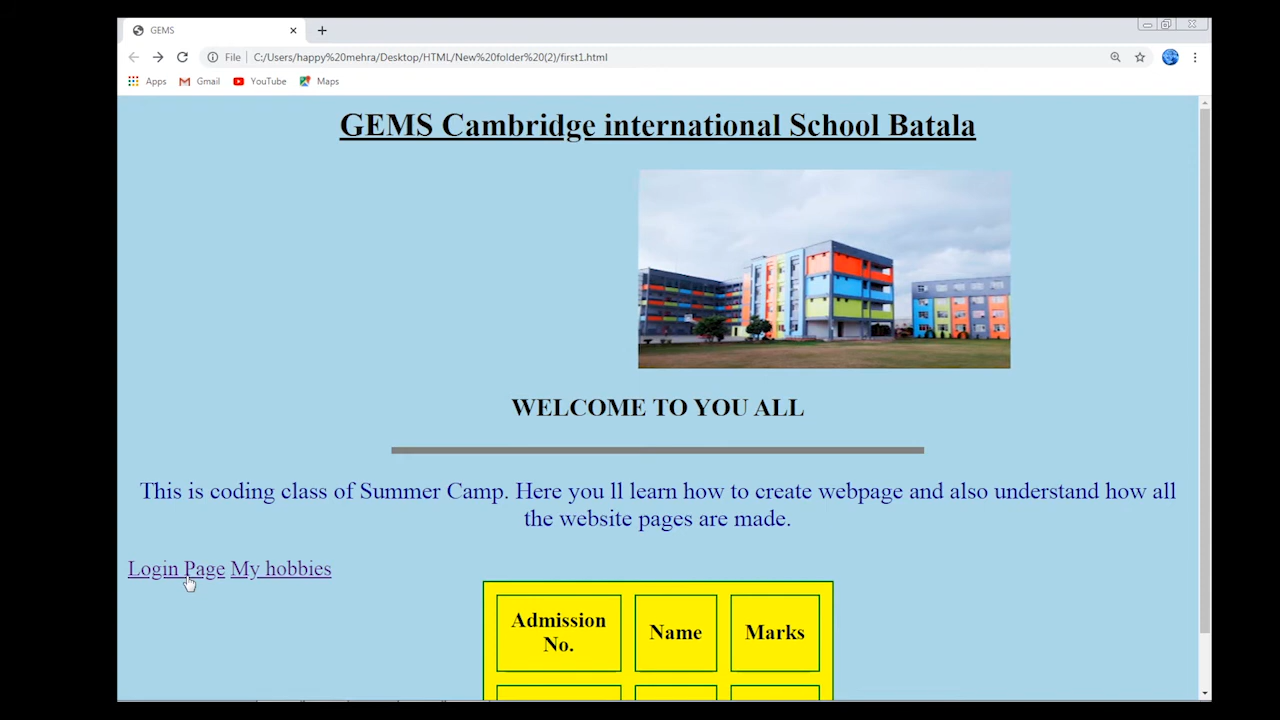 GEMS
File C:/Users/happy%20mehra/Desktop/HTML/New%20folder%20(2)/first1.html
Apps Gmail YouTube Maps
GEMS Cambridge international School Batala
WELCOME TO YOU ALL
This is coding class of Summer Camp. Here you ll learn how to create webpage and also understand how all
the website pages are made.
Login Page My hobbies
Admission
No.
Name
Marks